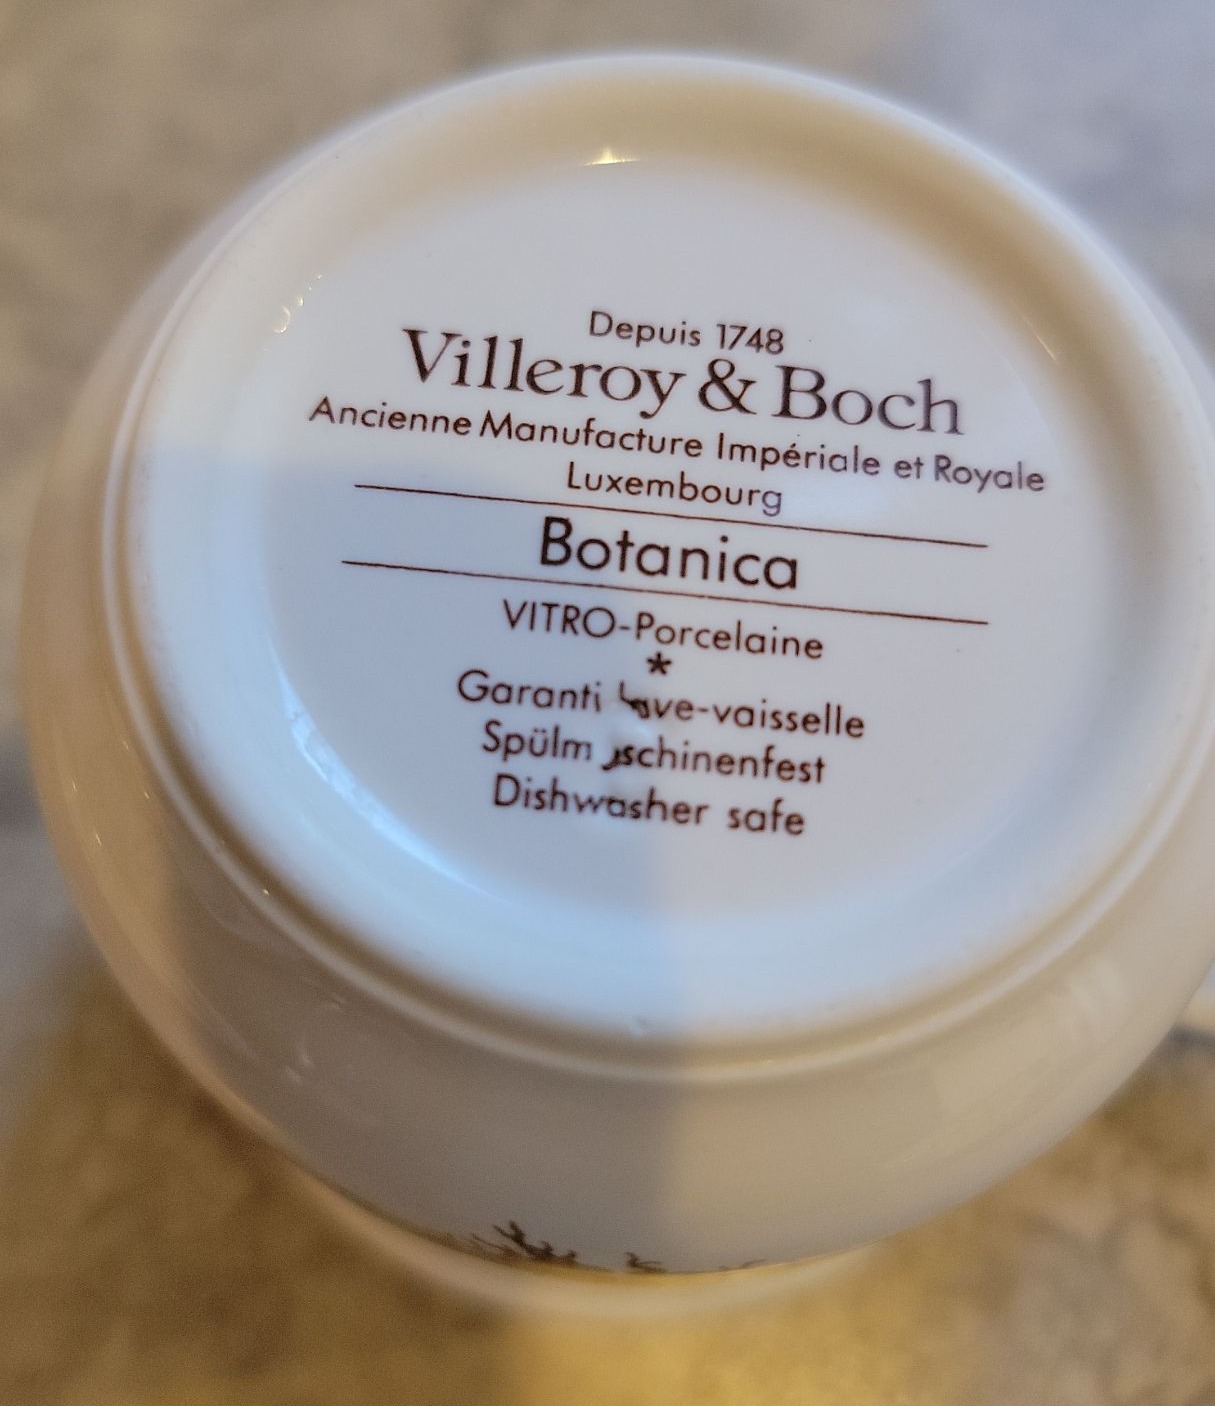 Depuis 1748
Villeroy & Boch
Ancienne Manufacture Impériale et Royale
Luxembourg
Botanica
VITRO-Porcelaine
*
Garanti lave-vaisselle
Spülmaschinenfest
Dishwasher safe